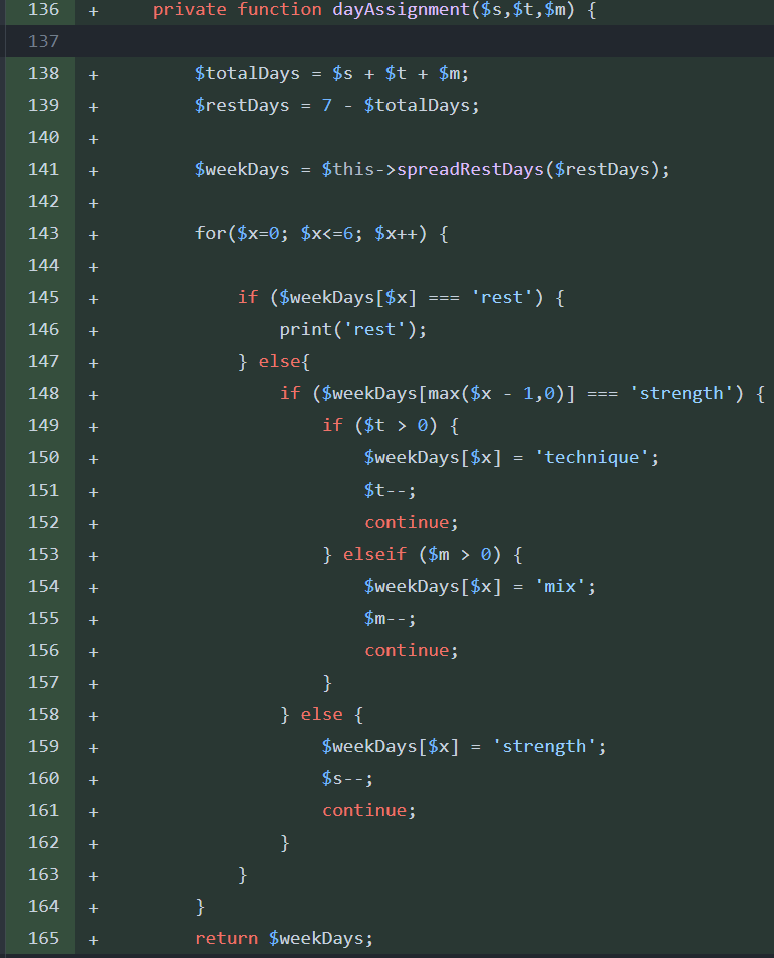 136 + private function dayAssignment($s,$t,$m) {
137
138 + $totalDays = $s + $t + $m;
139 + $restDays = 7 - $totalDays;
140 +
141 + $weekDays = $this->spreadRestDays($restDays);
142 +
143 + for($x=0; $x<=6; $x++) {
144 +
145 + if ($weekDays[$x] === 'rest') {
146 + print('rest');
147 + } else{
148 + if ($weekDays[max($x - 1,0)] === 'strength') {
149 + if ($t > 0) {
150 + $weekDays[$x] = 'technique';
151 + $t--;
152 + continue;
153 + } elseif ($m > 0) {
154 + $weekDays[$x] = 'mix';
155 + $m--;
156 + continue;
157 + }
158 + } else {
159 + $weekDays[$x] = 'strength';
160 + $s--;
161 + continue;
162 + }
163 + }
164 + }
165 + return $weekDays;